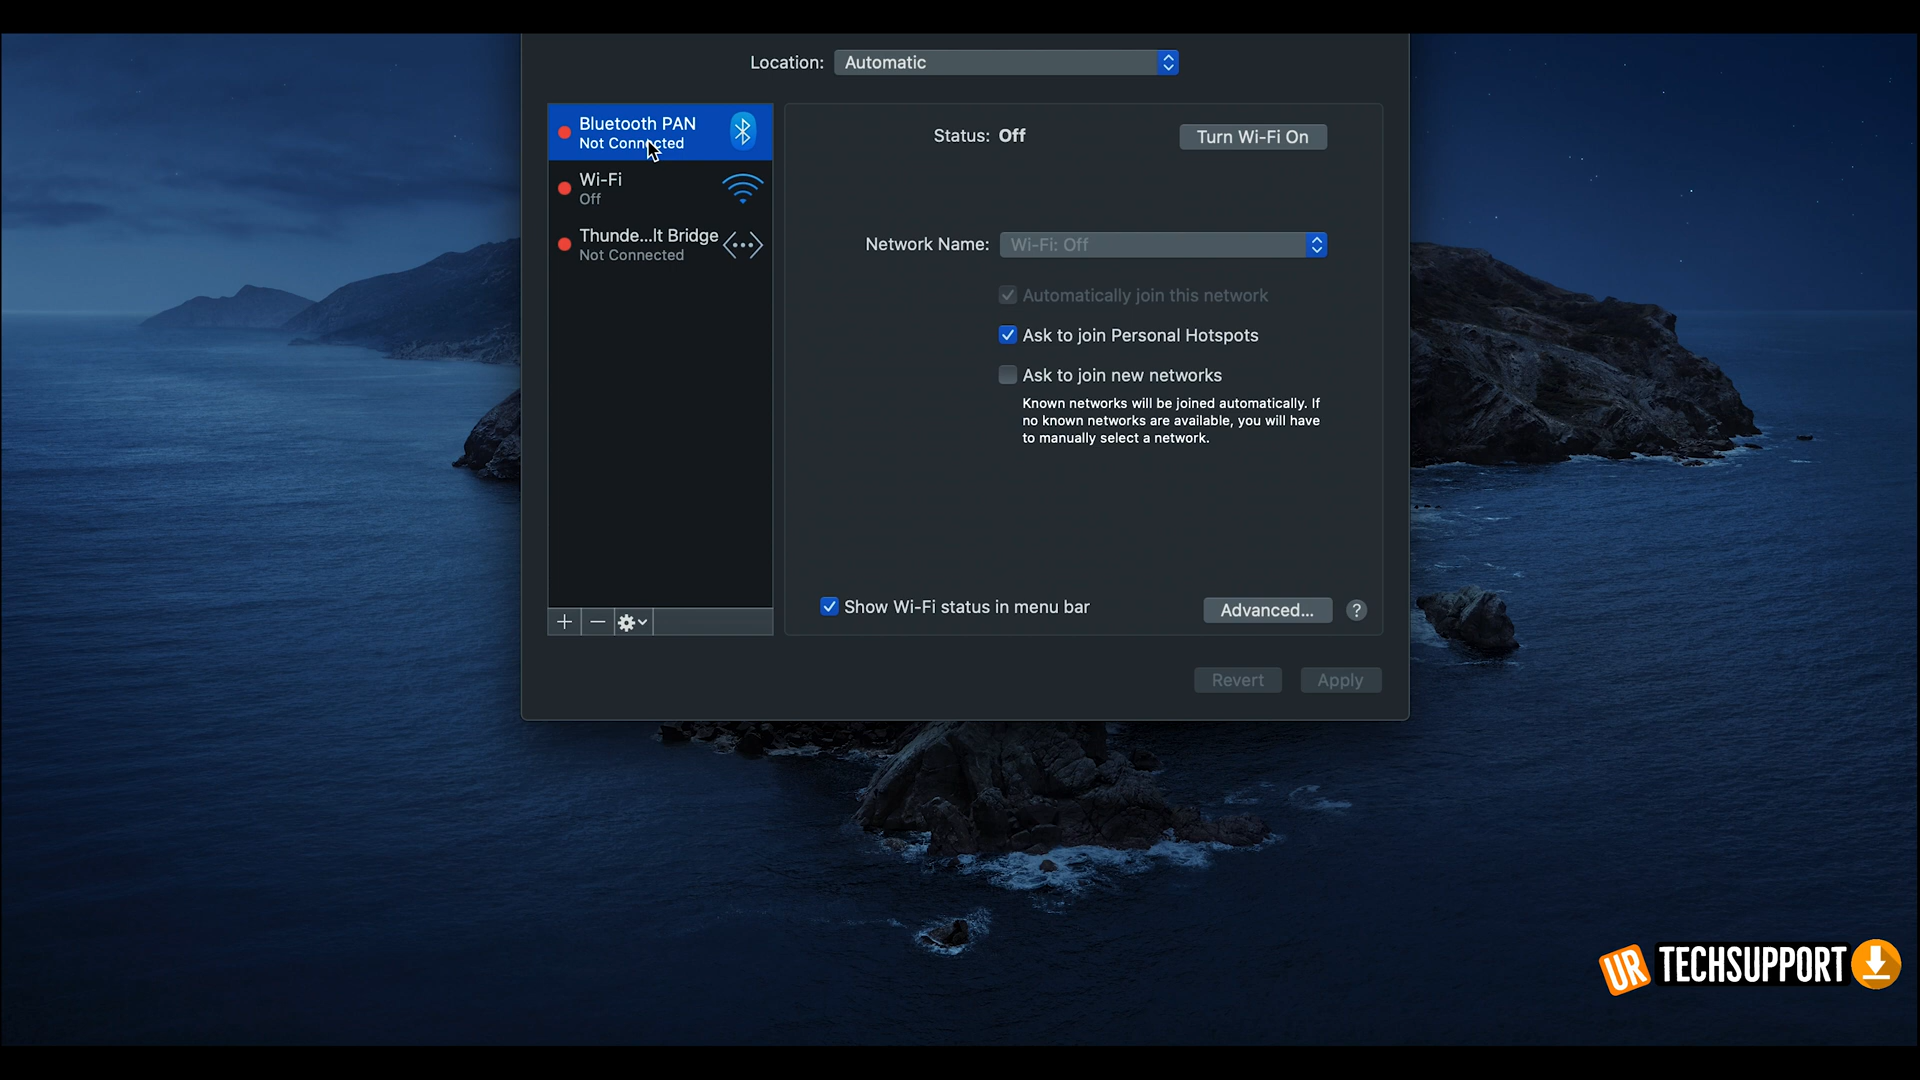 Location: Automatic
Bluetooth PAN
Not Connected
Wi-Fi
Off
Thunde...lt Bridge
Not Connected
Status: Off
Turn Wi-Fi On
Network Name: Wi-Fi: Off
Automatically join this network
Ask to join Personal Hotspots
Ask to join new networks
Known networks will be joined automatically. If
no known networks are available, you will have
to manually select a network.
Show Wi-Fi status in menu bar
Advanced... ?
Revert Apply
UR TECHSUPPORT